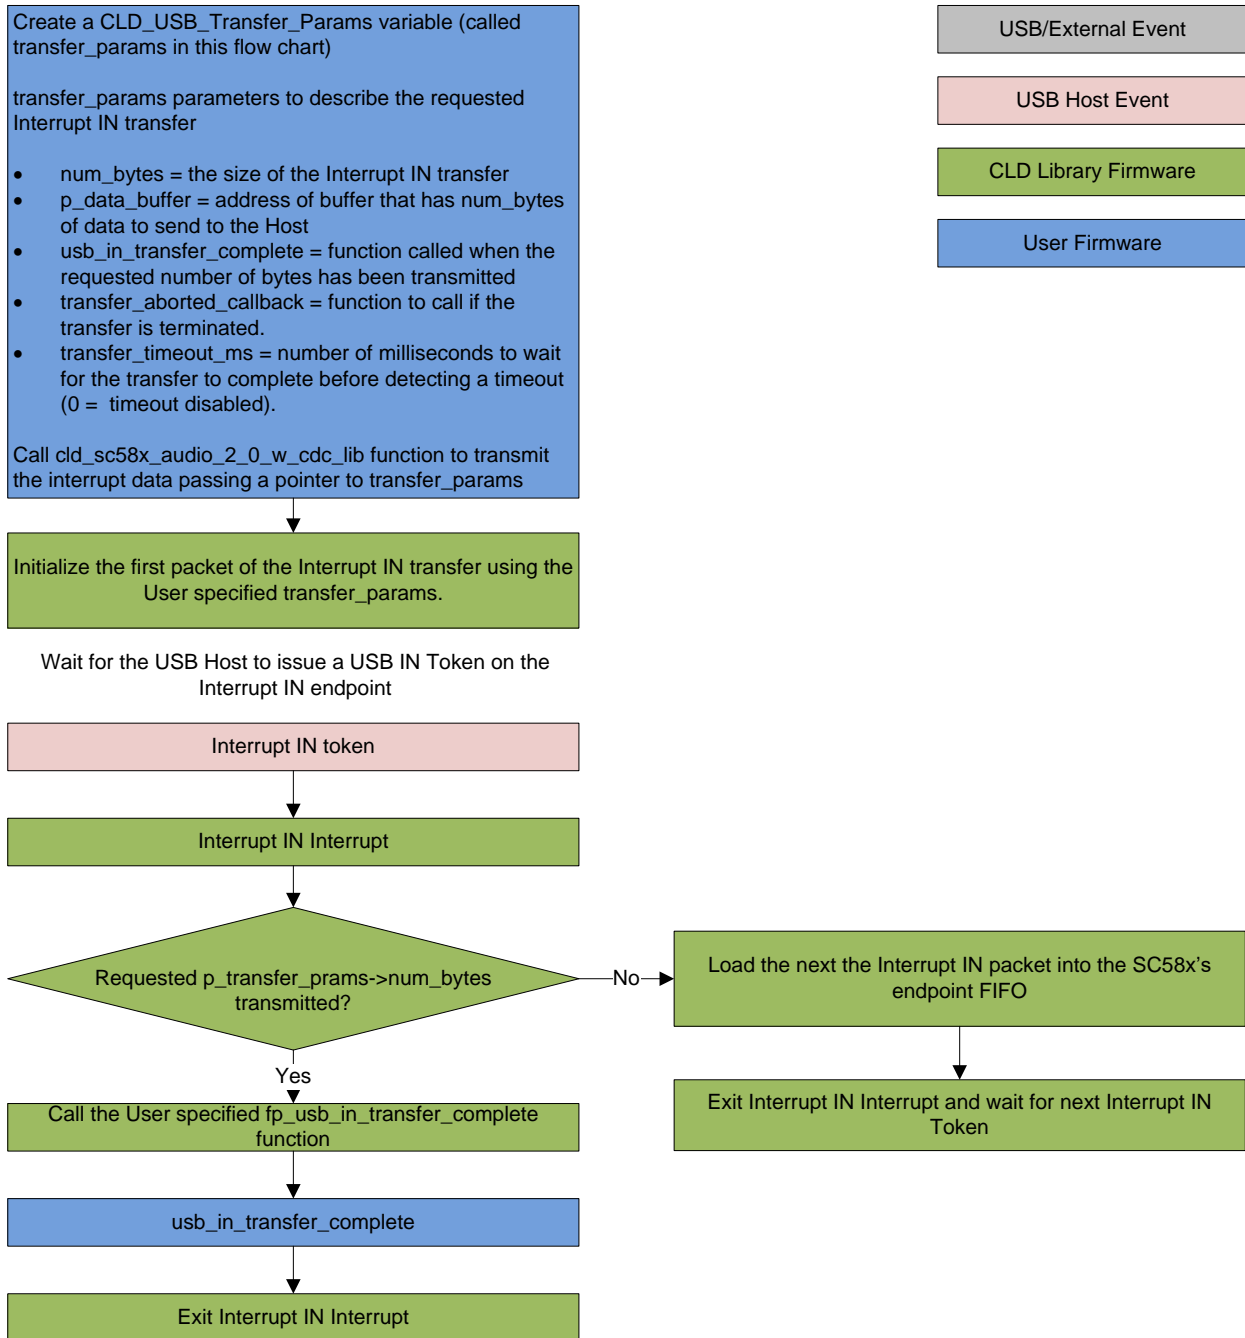 Create a CLD_USB_Transfer_Params variable (called
transfer_params in this flow chart)
transfer_params parameters to describe the requested
Interrupt IN transfer
• num_bytes = the size of the Interrupt IN transfer
• p_data_buffer = address of buffer that has num_bytes
of data to send to the Host
• usb_in_transfer_complete = function called when the
requested number of bytes has been transmitted
• transfer_aborted_callback = function to call if the
transfer is terminated.
• transfer_timeout_ms = number of milliseconds to wait
for the transfer to complete before detecting a timeout
(0 =  timeout disabled).
Call cld_sc58x_audio_2_0_w_cdc_lib function to transmit
the interrupt data passing a pointer to transfer_params
USB/External Event
USB Host Event
CLD Library Firmware
User Firmware
Initialize the first packet of the Interrupt IN transfer using the
User specified transfer_params.
Wait for the USB Host to issue a USB IN Token on the
Interrupt IN endpoint
Interrupt IN token
Interrupt IN Interrupt
Requested p_transfer_prams->num_bytes
transmitted?
No
Load the next the Interrupt IN packet into the SC58x's
endpoint FIFO
Exit Interrupt IN Interrupt and wait for next Interrupt IN
Token
Yes
Call the User specified fp_usb_in_transfer_complete
function
usb_in_transfer_complete
Exit Interrupt IN Interrupt